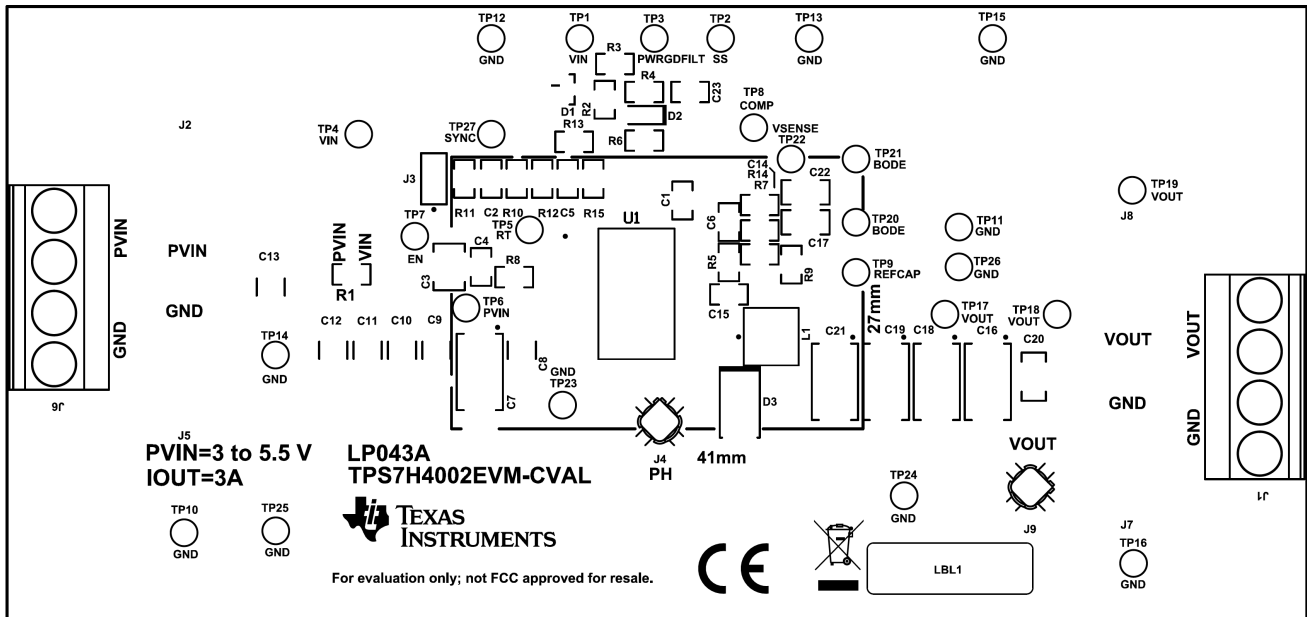 TP12
TP1
TP3
TP2
TP13
TP15
GND
VIN
PWRGD
FILT
SS
GND
GND
R3
R4
C23
D1
R2
D2
TP8
COMP
J2
TP4
VIN
TP27
SYNC
R13
R6
VSENSE
TP22
TP21
BODE
J3
C14
R14
R7
C22
TP19
VOUT
J8
R11
C2
R10
R12
C5
R15
C1
C6
U1
TP7
EN
TP5
RT
C17
TP20
BODE
TP11
GND
PVIN
PVIN
PVIN
VIN
R1
C13
C3
C4
R8
R5
R9
TP9
REFCAP
TP26
GND
GND
GND
TP6
PVIN
C15
27mm
TP17
VOUT
TP18
VOUT
C12
C11
C10
C9
L1
C21
C19
C18
C16
C20
VOUT
VOUT
TP14
GND
C8
GND
TP23
C7
D3
GND
GND
J6
J5
J4
PH
41mm
VOUT
J1
PVIN=3 to 5.5 V
LP043A
IOUT=3A
TPS7H4002EVM-CVAL
TP24
GND
J9
J7
TP10
GND
TP25
GND
TEXAS
INSTRUMENTS
TP16
GND
For evaluation only; not FCC approved for resale.
CE
LBL1